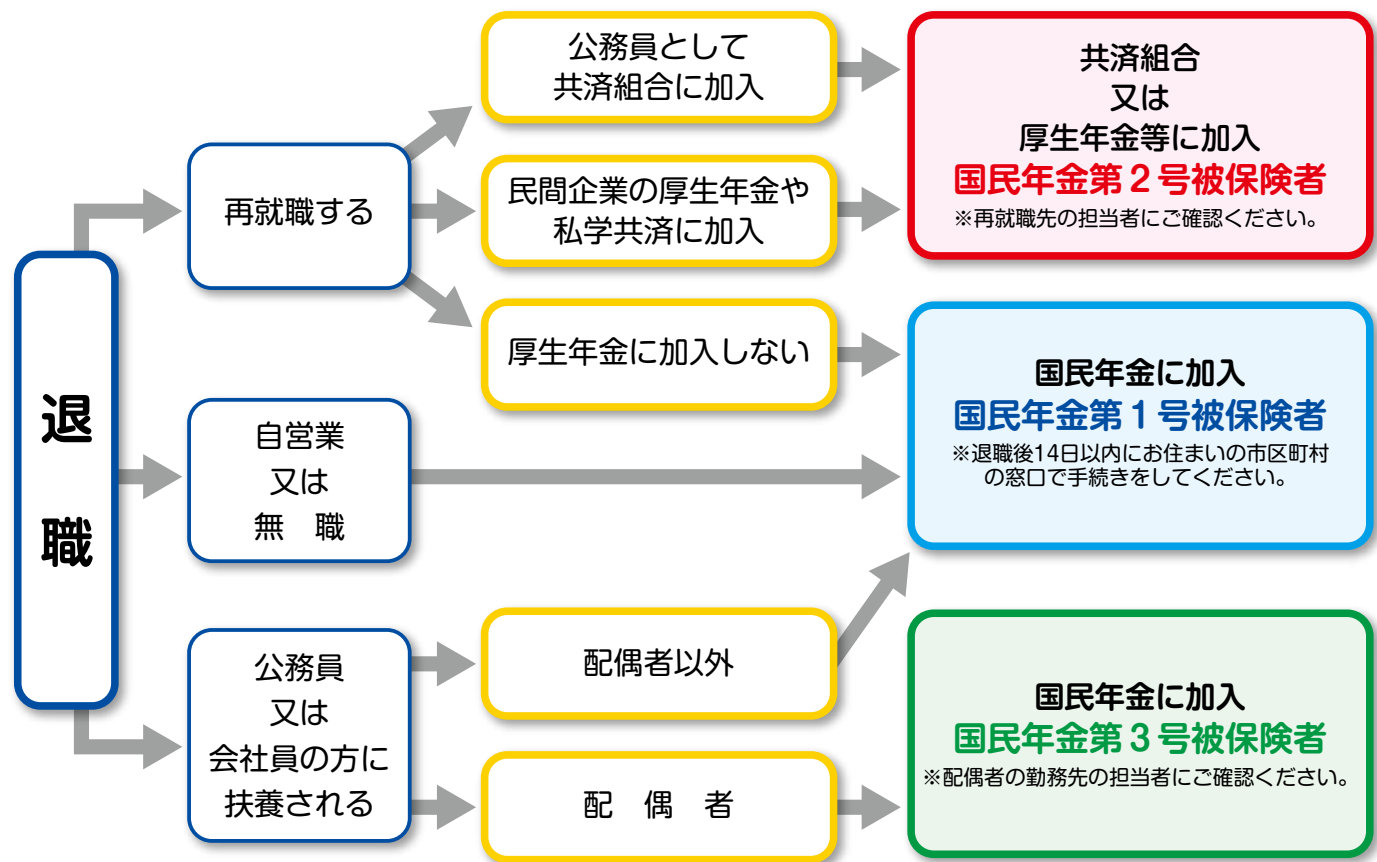 退職
再就職する
公務員として
共済組合に加入
民間企業の厚生年金や
私学共済に加入
厚生年金に加入しない
共済組合
又は
厚生年金等に加入
国民年金第2号被保険者
※再就職先の担当者にご確認ください。
自営業
又は
無　職
国民年金に加入
国民年金第1号被保険者
※退職後14日以内にお住まいの市区町村
の窓口で手続きをしてください。
公務員
又は
会社員の方に
扶養される
配偶者以外
配　偶　者
国民年金に加入
国民年金第3号被保険者
※配偶者の勤務先の担当者にご確認ください。